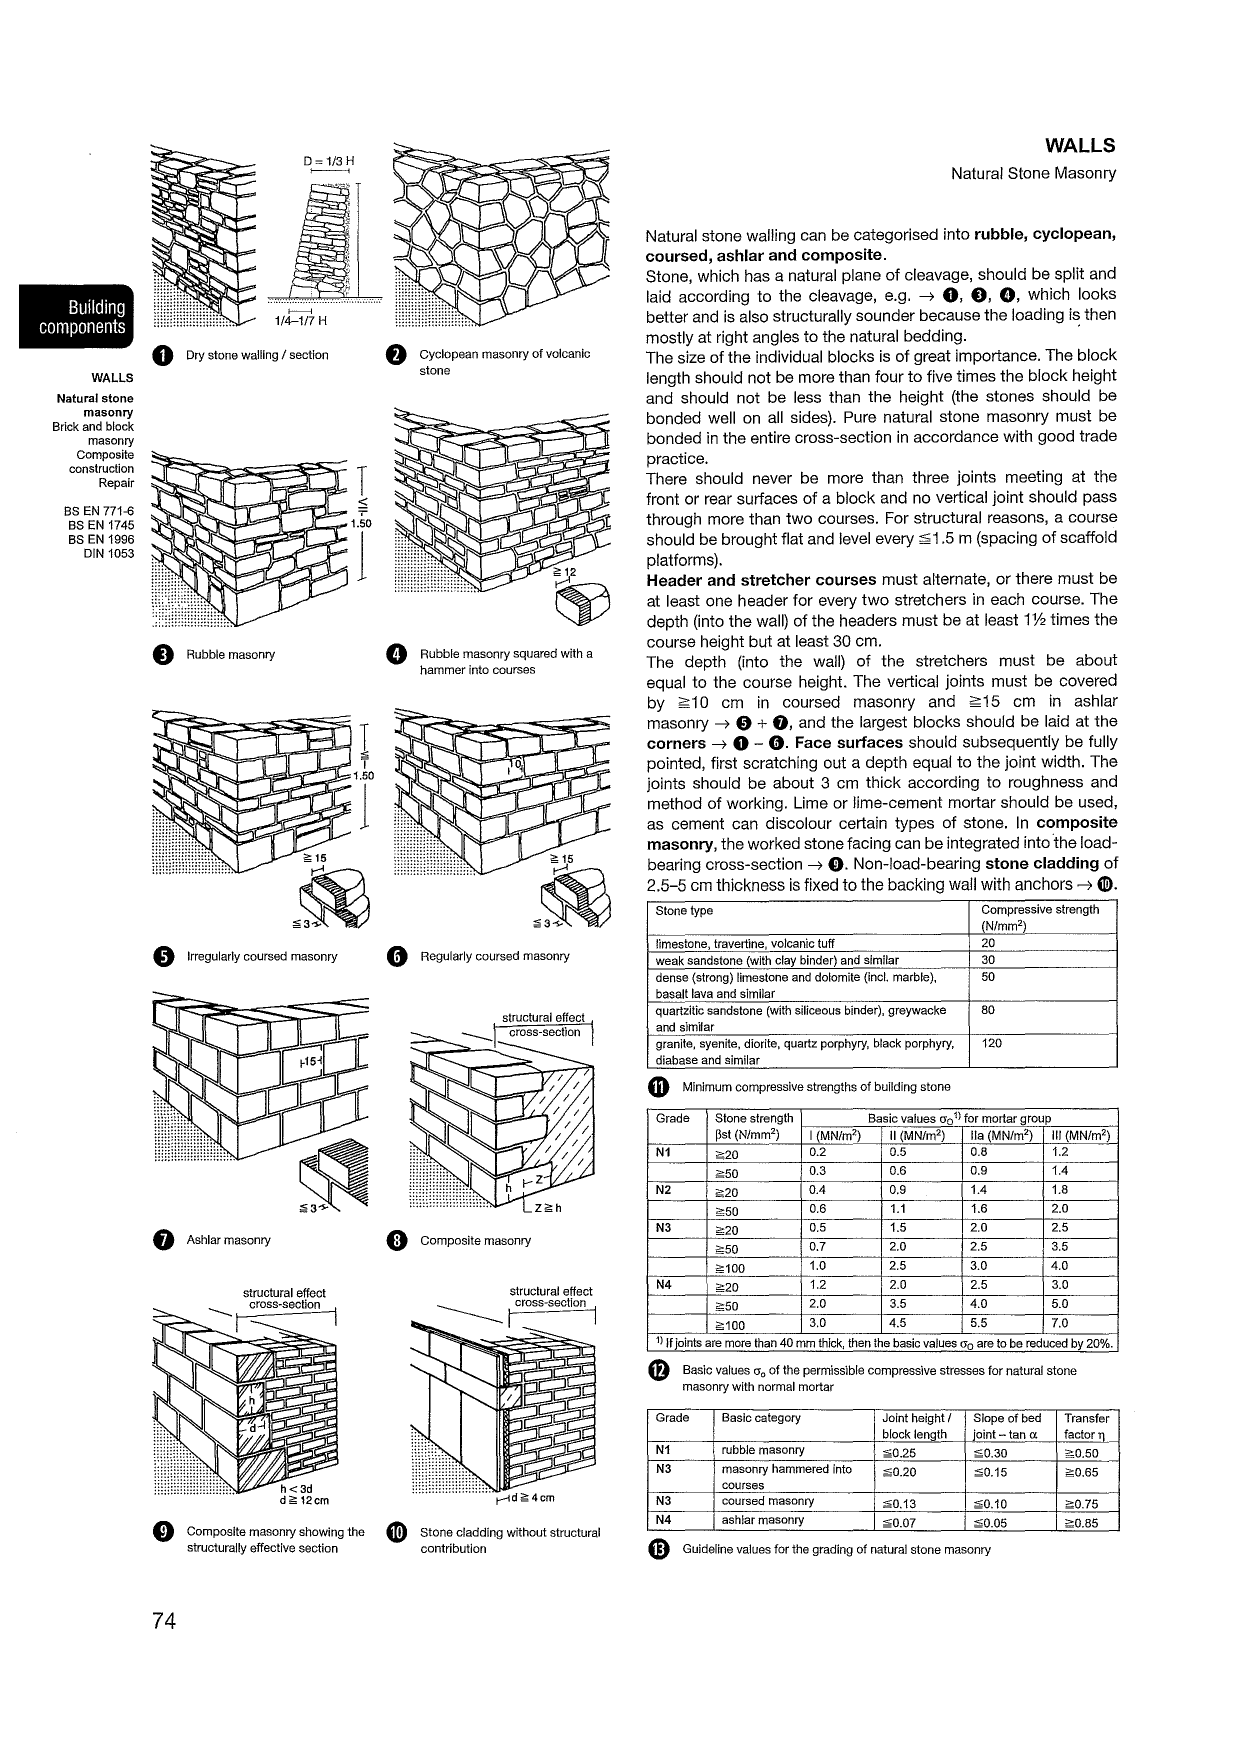 WALLS
Natural Stone Masonry
Building
components
WALLS
Natural stone
masonry
Brick and block
masonry
Composite
construction
Repair
BS EN 771-6
BS EN 1745
BS EN 1996
DIN 1053
D = 1/3 H
1/4–1/7 H
❶ Dry stone walling / section
❷ Cyclopean masonry of volcanic
stone
≦
1.50
❸ Rubble masonry
≧ 12
❹ Rubble masonry squared with a
hammer into courses
≦
1.50
≧ 15
≦ 3
❺ Irregularly coursed masonry
10
≧ 15
≦ 3
❻ Regularly coursed masonry
15
≦ 3
❼ Ashlar masonry
structural effect
cross-section
h
Z
Z ≧ h
❽ Composite masonry
structural effect
cross-section
h
d
h < 3d
d ≧ 12 cm
❾ Composite masonry showing the
structurally effective section
structural effect
cross-section
d ≧ 4 cm
❿ Stone cladding without structural
contribution
Natural stone walling can be categorised into rubble, cyclopean,
coursed, ashlar and composite.
Stone, which has a natural plane of cleavage, should be split and
laid according to the cleavage, e.g. → ❶, ❸, ❹, which looks
better and is also structurally sounder because the loading is then
mostly at right angles to the natural bedding.
The size of the individual blocks is of great importance. The block
length should not be more than four to five times the block height
and should not be less than the height (the stones should be
bonded well on all sides). Pure natural stone masonry must be
bonded in the entire cross-section in accordance with good trade
practice.
There should never be more than three joints meeting at the
front or rear surfaces of a block and no vertical joint should pass
through more than two courses. For structural reasons, a course
should be brought flat and level every ≦1.5 m (spacing of scaffold
platforms).
Header and stretcher courses must alternate, or there must be
at least one header for every two stretchers in each course. The
depth (into the wall) of the headers must be at least 1½ times the
course height but at least 30 cm.
The depth (into the wall) of the stretchers must be about
equal to the course height. The vertical joints must be covered
by ≧10 cm in coursed masonry and ≧15 cm in ashlar
masonry → ❺ + ❼, and the largest blocks should be laid at the
corners → ❶ – ❻. Face surfaces should subsequently be fully
pointed, first scratching out a depth equal to the joint width. The
joints should be about 3 cm thick according to roughness and
method of working. Lime or lime-cement mortar should be used,
as cement can discolour certain types of stone. In composite
masonry, the worked stone facing can be integrated into the load-
bearing cross-section → ❾. Non-load-bearing stone cladding of
2.5–5 cm thickness is fixed to the backing wall with anchors → ❿.
Stone type Compressive strength
(N/mm²)
limestone, travertine, volcanic tuff 20
weak sandstone (with clay binder) and similar 30
dense (strong) limestone and dolomite (incl. marble), 50
basalt lava and similar
quartzitic sandstone (with siliceous binder), greywacke 80
and similar
granite, syenite, diorite, quartz porphyry, black porphyry, 120
diabase and similar
⓫ Minimum compressive strengths of building stone
Grade Stone strength Basic values σ₀¹⁾ for mortar group
βst (N/mm²) I (MN/m²) II (MN/m²) IIa (MN/m²) III (MN/m²)
N1 ≧20 0.2 0.5 0.8 1.2
≧50 0.3 0.6 0.9 1.4
N2 ≧20 0.4 0.9 1.4 1.8
≧50 0.6 1.1 1.6 2.0
N3 ≧20 0.5 1.5 2.0 2.5
≧50 0.7 2.0 2.5 3.5
≧100 1.0 2.5 3.0 4.0
N4 ≧20 1.2 2.0 2.5 3.0
≧50 2.0 3.5 4.0 5.0
≧100 3.0 4.5 5.5 7.0
¹⁾ If joints are more than 40 mm thick, then the basic values σ₀ are to be reduced by 20%.
⓬ Basic values σ₀ of the permissible compressive stresses for natural stone
masonry with normal mortar
Grade Basic category Joint height / Slope of bed Transfer
block length joint – tan α factor η
N1 rubble masonry ≦0.25 ≦0.30 ≧0.50
N3 masonry hammered into ≦0.20 ≦0.15 ≧0.65
courses
N3 coursed masonry ≦0.13 ≦0.10 ≧0.75
N4 ashlar masonry ≦0.07 ≦0.05 ≧0.85
⓭ Guideline values for the grading of natural stone masonry
74